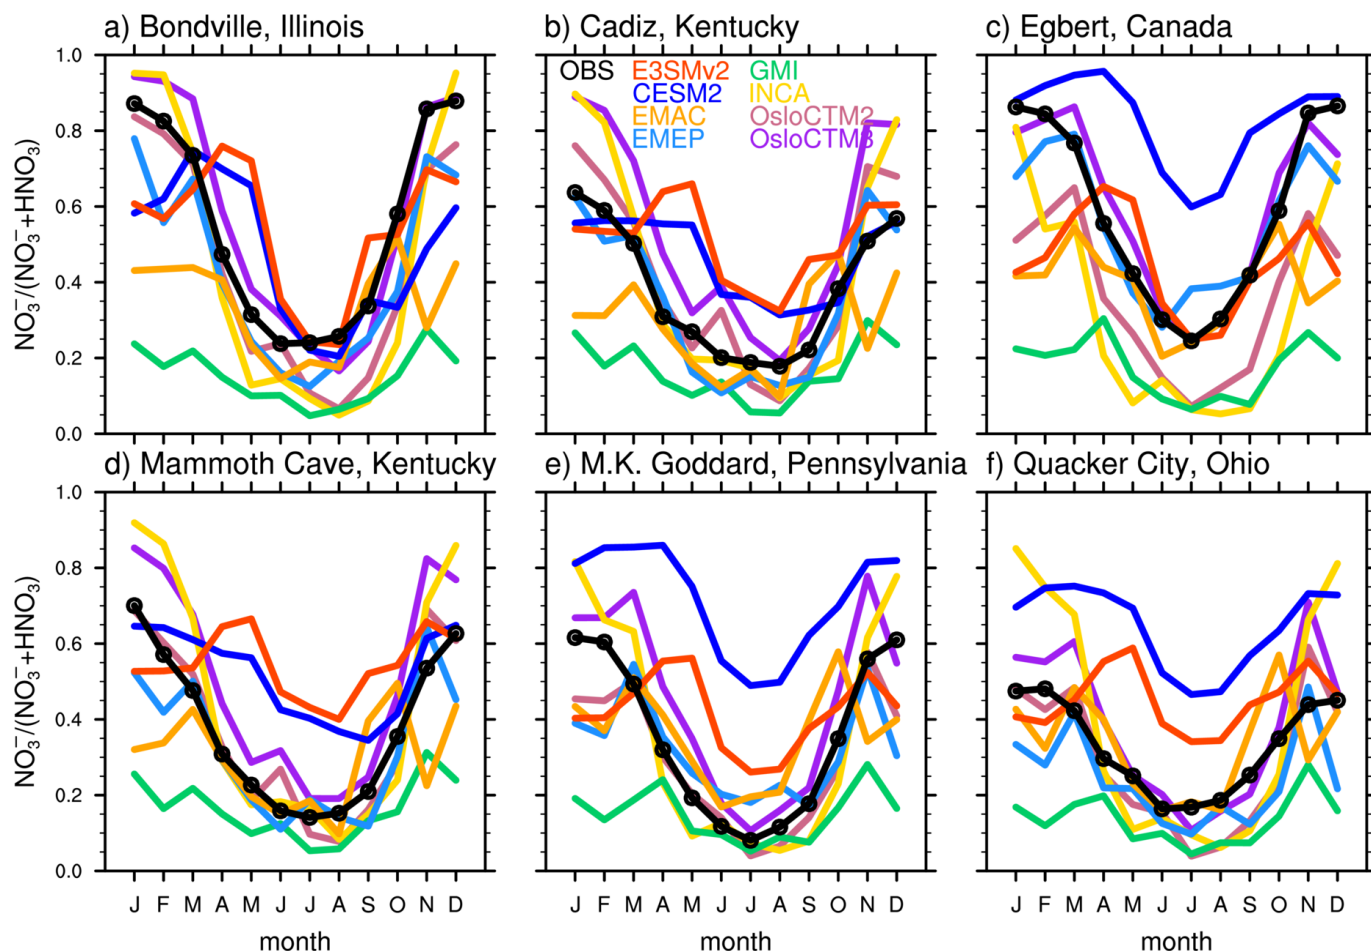 a) Bondville, Illinois
b) Cadiz, Kentucky
c) Egbert, Canada
1.0
0.8
0.6
0.4
0.2
0.0
NO₃⁻/(NO₃⁻+HNO₃)
OBS E3SMv2 GMI
CESM2 INCA
EMAC OsloCTM2
EMEP OsloCTM3
d) Mammoth Cave, Kentucky
e) M.K. Goddard, Pennsylvania
f) Quacker City, Ohio
1.0
0.8
0.6
0.4
0.2
0.0
NO₃⁻/(NO₃⁻+HNO₃)
J F M A M J J A S O N D
J F M A M J J A S O N D
J F M A M J J A S O N D
month
month
month